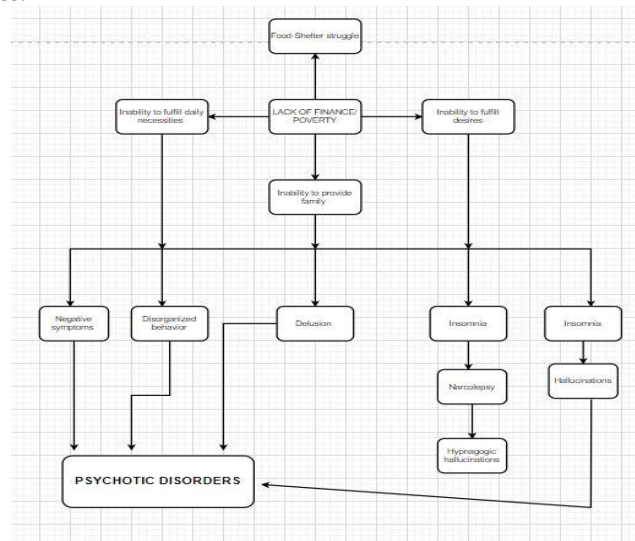 Food-Shelter struggle
Inability to fulfill daily
necessities
LACK OF FINANCE/
POVERTY
Inability to fulfill
desires
Inability to provide
family
Negative
symptoms
Disorganized
behavior
Delusion
Insomnia
Insomnia
Narcolepsy
Hallucinations
Hypnagogic
hallucinations
PSYCHOTIC DISORDERS